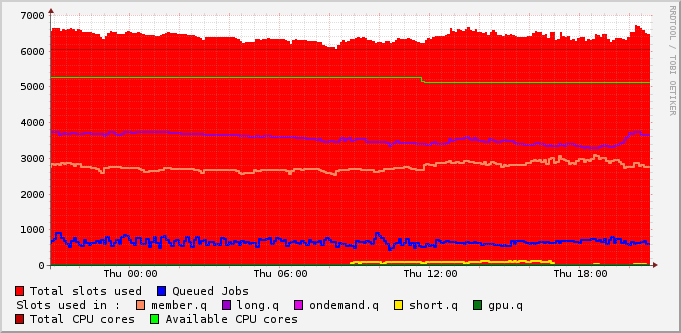 7000
6000
5000
4000
3000
2000
1000
0
Thu 00:00 Thu 06:00 Thu 12:00 Thu 18:00
RRDTOOL / TOBI OETIKER
Total slots used Queued Jobs
Slots used in : member.q long.q ondemand.q short.q gpu.q
Total CPU cores Available CPU cores